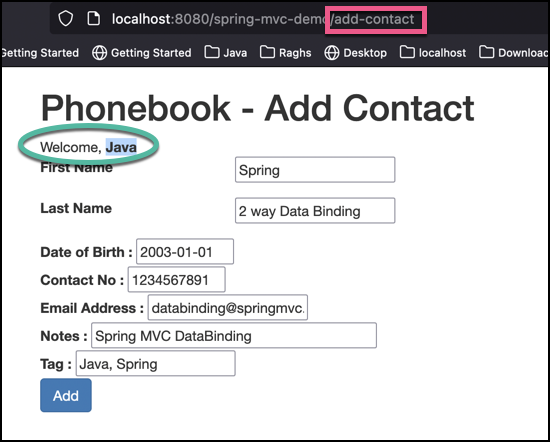 localhost:8080/spring-mvc-demo/add-contact
Getting Started Getting Started Java Raghs Desktop localhost Download
Phonebook - Add Contact
Welcome, Java
First Name Spring
Last Name 2 way Data Binding
Date of Birth : 2003-01-01
Contact No : 1234567891
Email Address : databinding@springmvc.
Notes : Spring MVC DataBinding
Tag : Java, Spring
Add